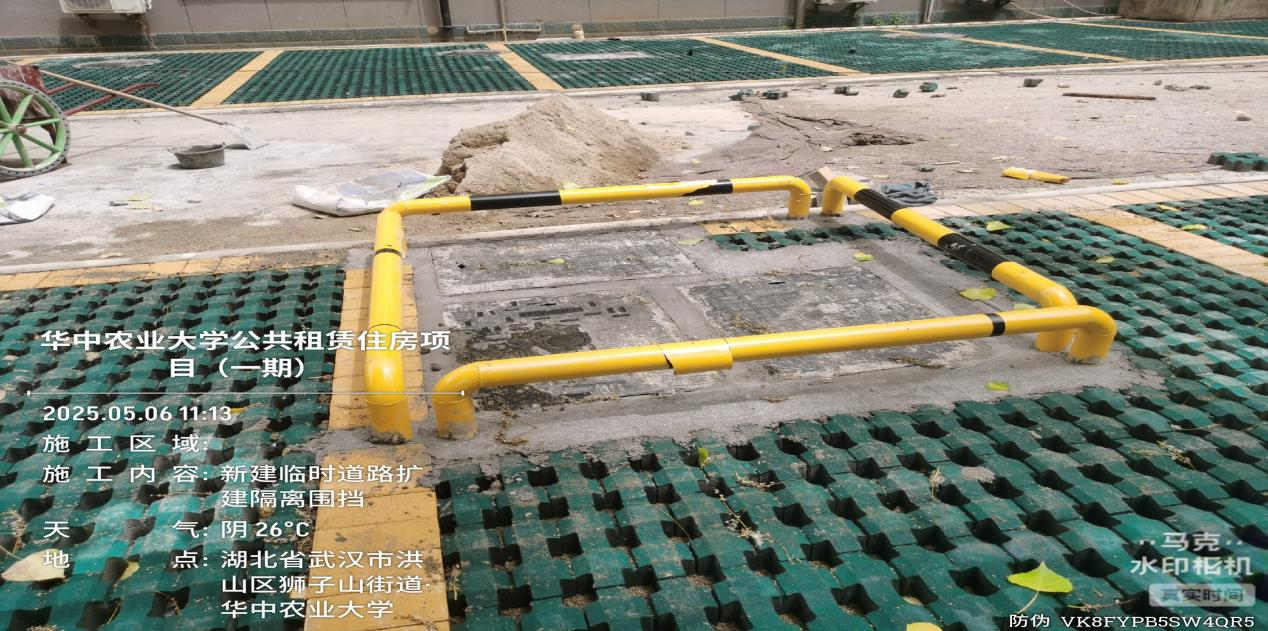 华中农业大学公共租赁住房项
目（一期）
2025.05.06 11:13
施工区域:
施工内容: 新建临时道路扩
建隔离围挡
天气: 阴 26°C
地点: 湖北省武汉市洪
山区狮子山街道·
华中农业大学
马克
水印相机
真实时间
防伪 VK8FYPB5SW4QR5